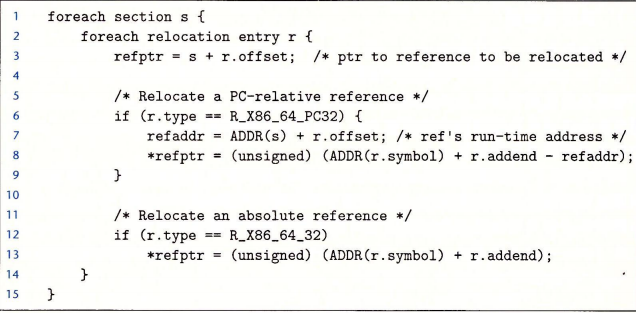 1 foreach section s {
2 foreach relocation entry r {
3 refptr = s + r.offset; /* ptr to reference to be relocated */
4
5 /* Relocate a PC-relative reference */
6 if (r.type == R_X86_64_PC32) {
7 refaddr = ADDR(s) + r.offset; /* ref's run-time address */
8 *refptr = (unsigned) (ADDR(r.symbol) + r.addend - refaddr);
9 }
10
11 /* Relocate an absolute reference */
12 if (r.type == R_X86_64_32)
13 *refptr = (unsigned) (ADDR(r.symbol) + r.addend);
14 }
15 }